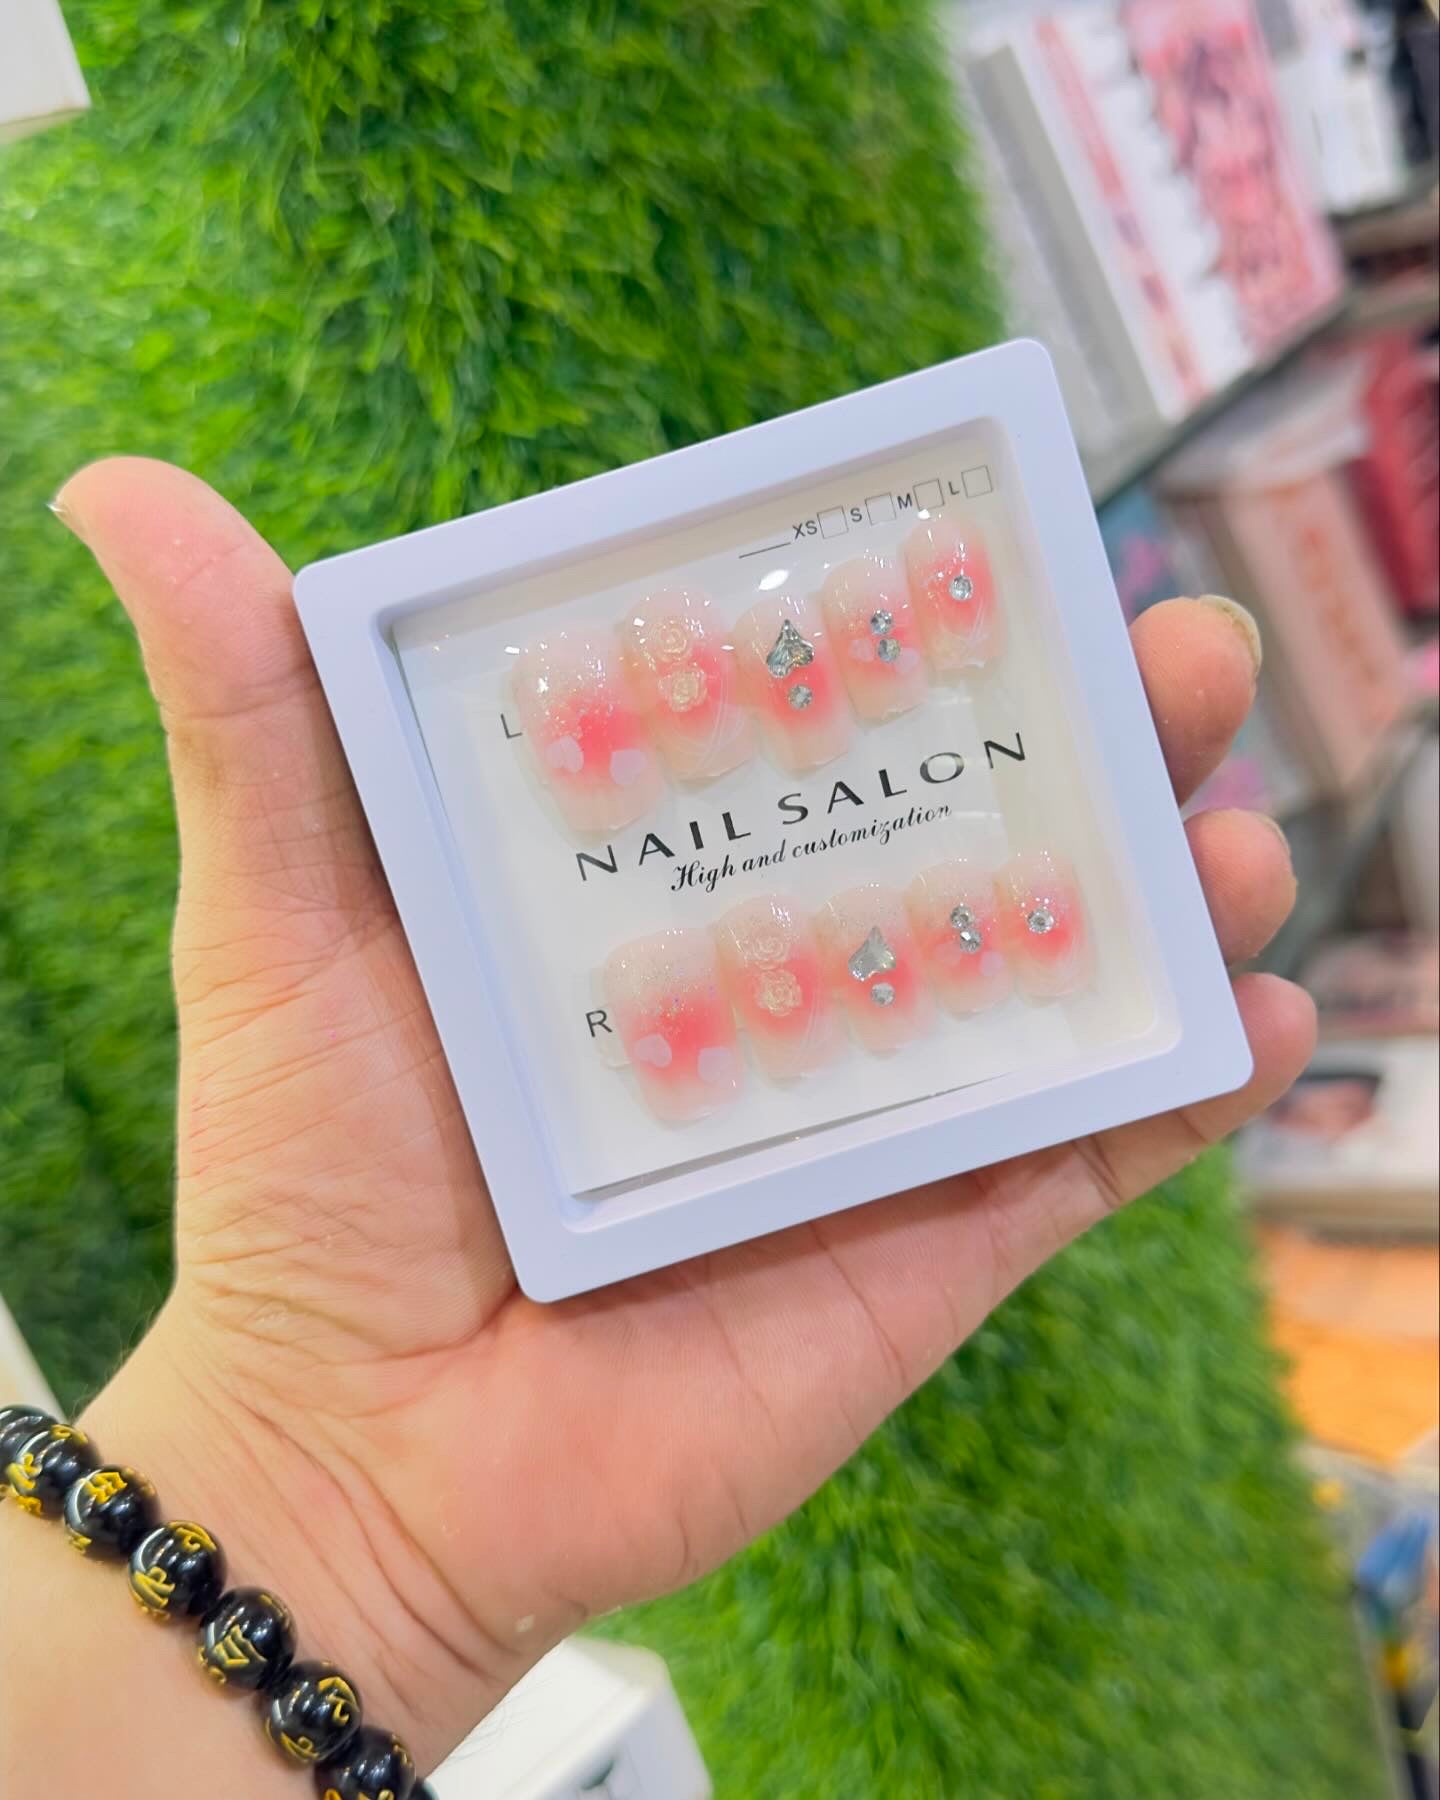 XS S M L
L
NAIL SALON
High and customization
R